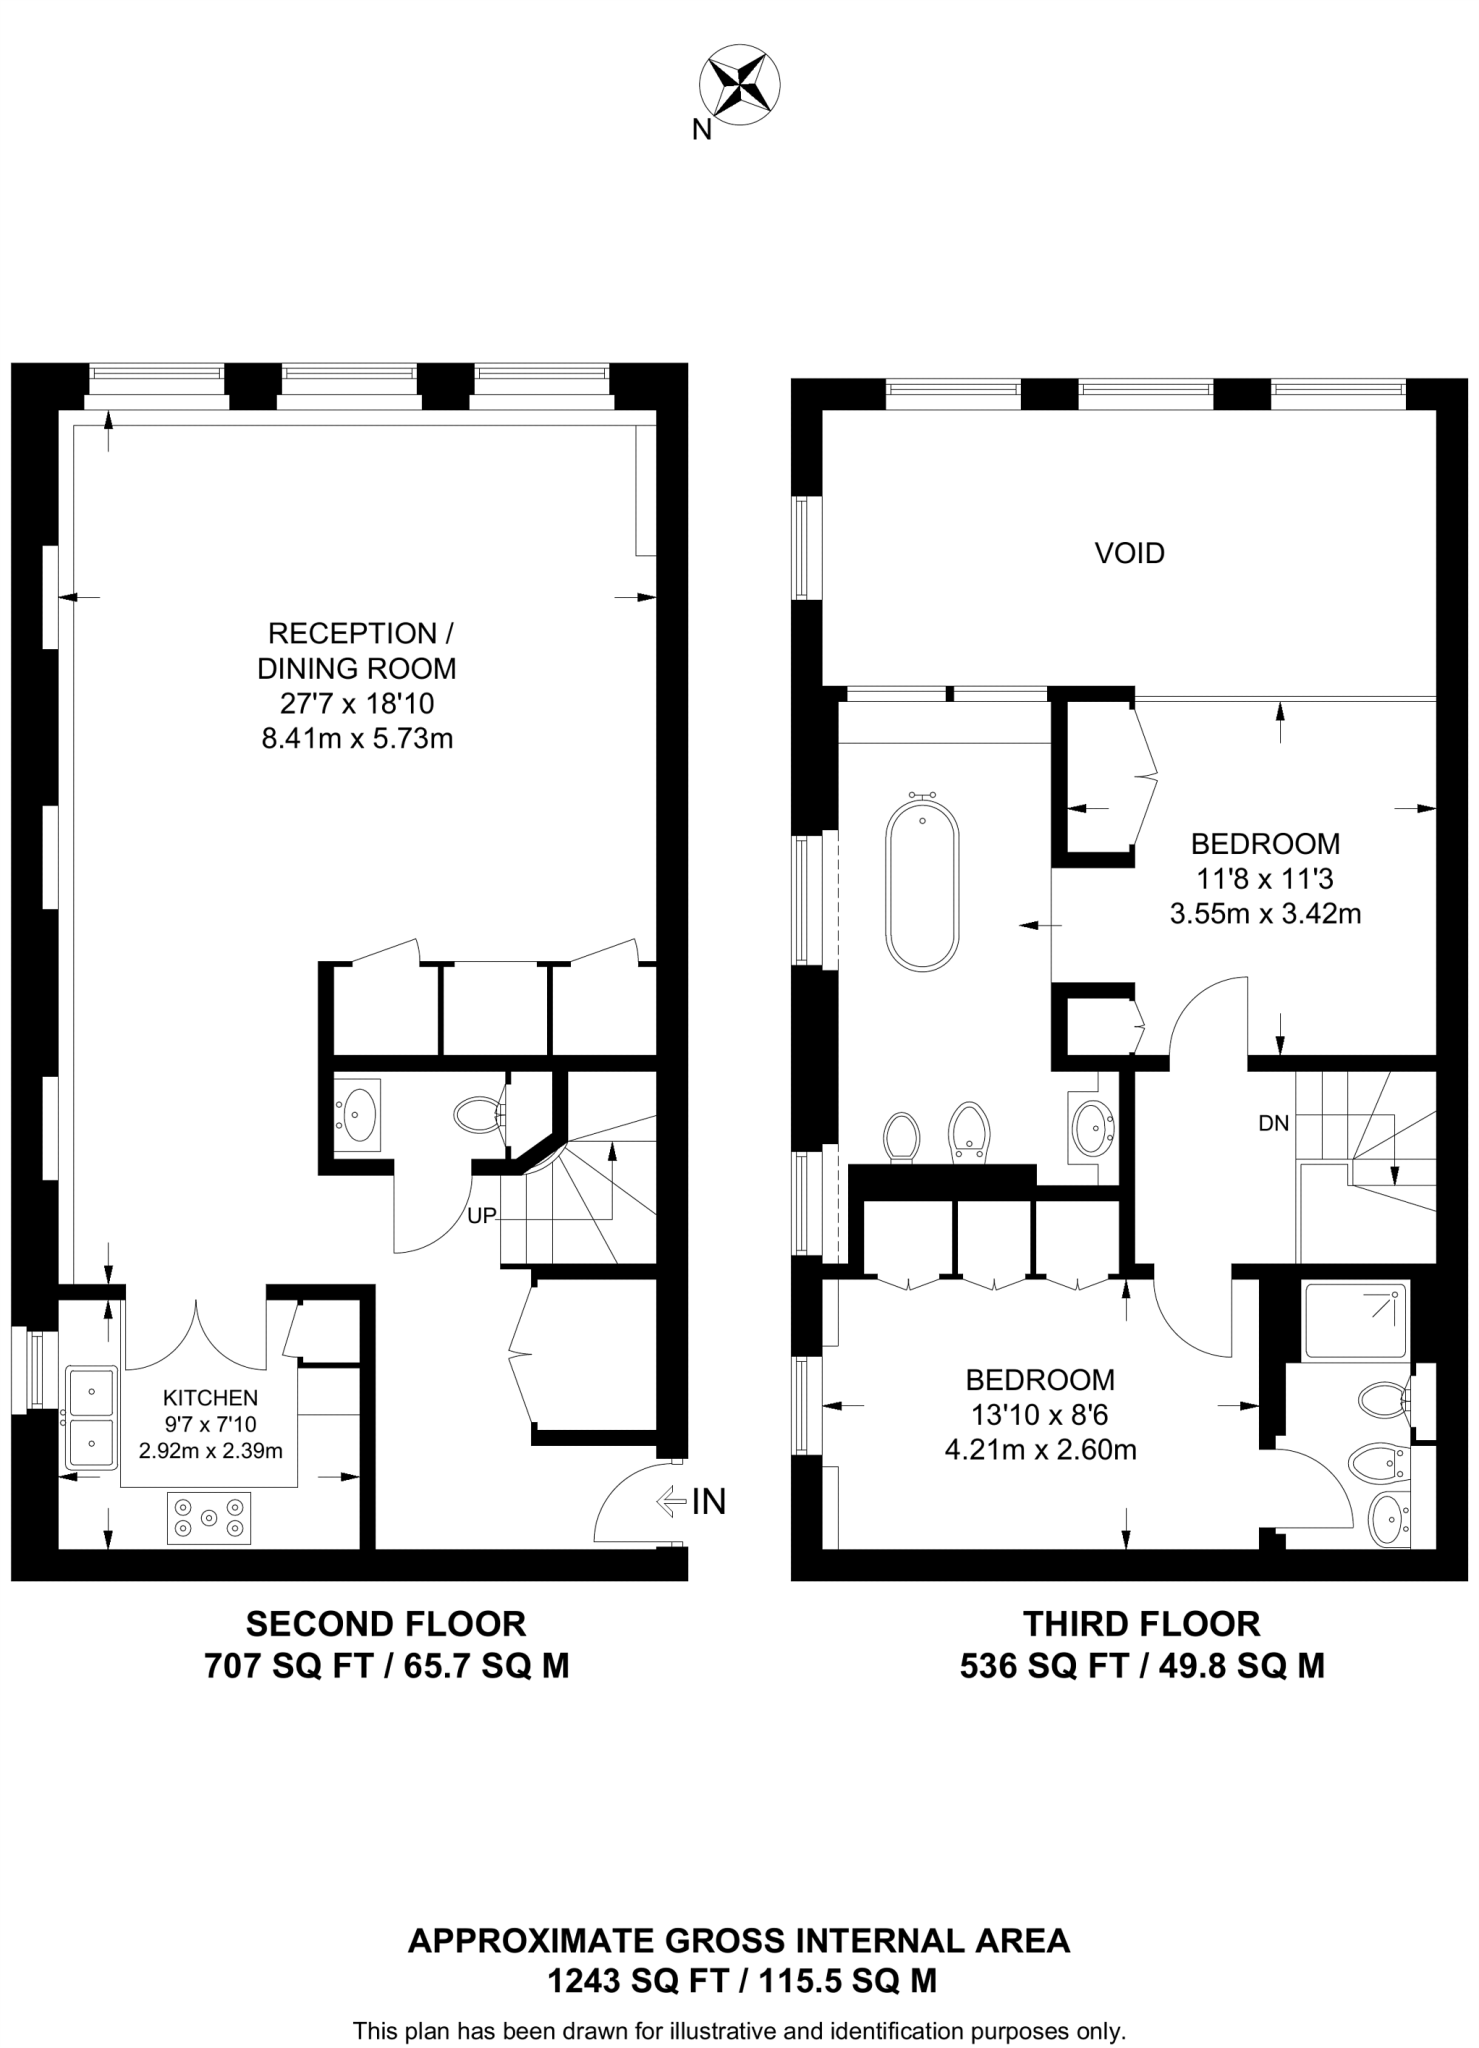 N
RECEPTION /
DINING ROOM
27'7 x 18'10
8.41m x 5.73m
UP
KITCHEN
9'7 x 7'10
2.92m x 2.39m
IN
SECOND FLOOR
707 SQ FT / 65.7 SQ M
VOID
BEDROOM
11'8 x 11'3
3.55m x 3.42m
DN
BEDROOM
13'10 x 8'6
4.21m x 2.60m
THIRD FLOOR
536 SQ FT / 49.8 SQ M
APPROXIMATE GROSS INTERNAL AREA
1243 SQ FT / 115.5 SQ M
This plan has been drawn for illustrative and identification purposes only.